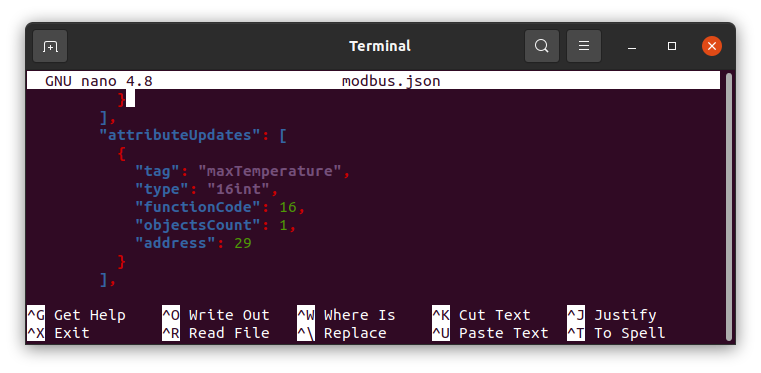 Terminal
GNU nano 4.8 modbus.json
}
],
"attributeUpdates": [
{
"tag": "maxTemperature",
"type": "16int",
"functionCode": 16,
"objectsCount": 1,
"address": 29
}
],
^G Get Help ^O Write Out ^W Where Is ^K Cut Text ^J Justify
^X Exit ^R Read File ^\ Replace ^U Paste Text ^T To Spell